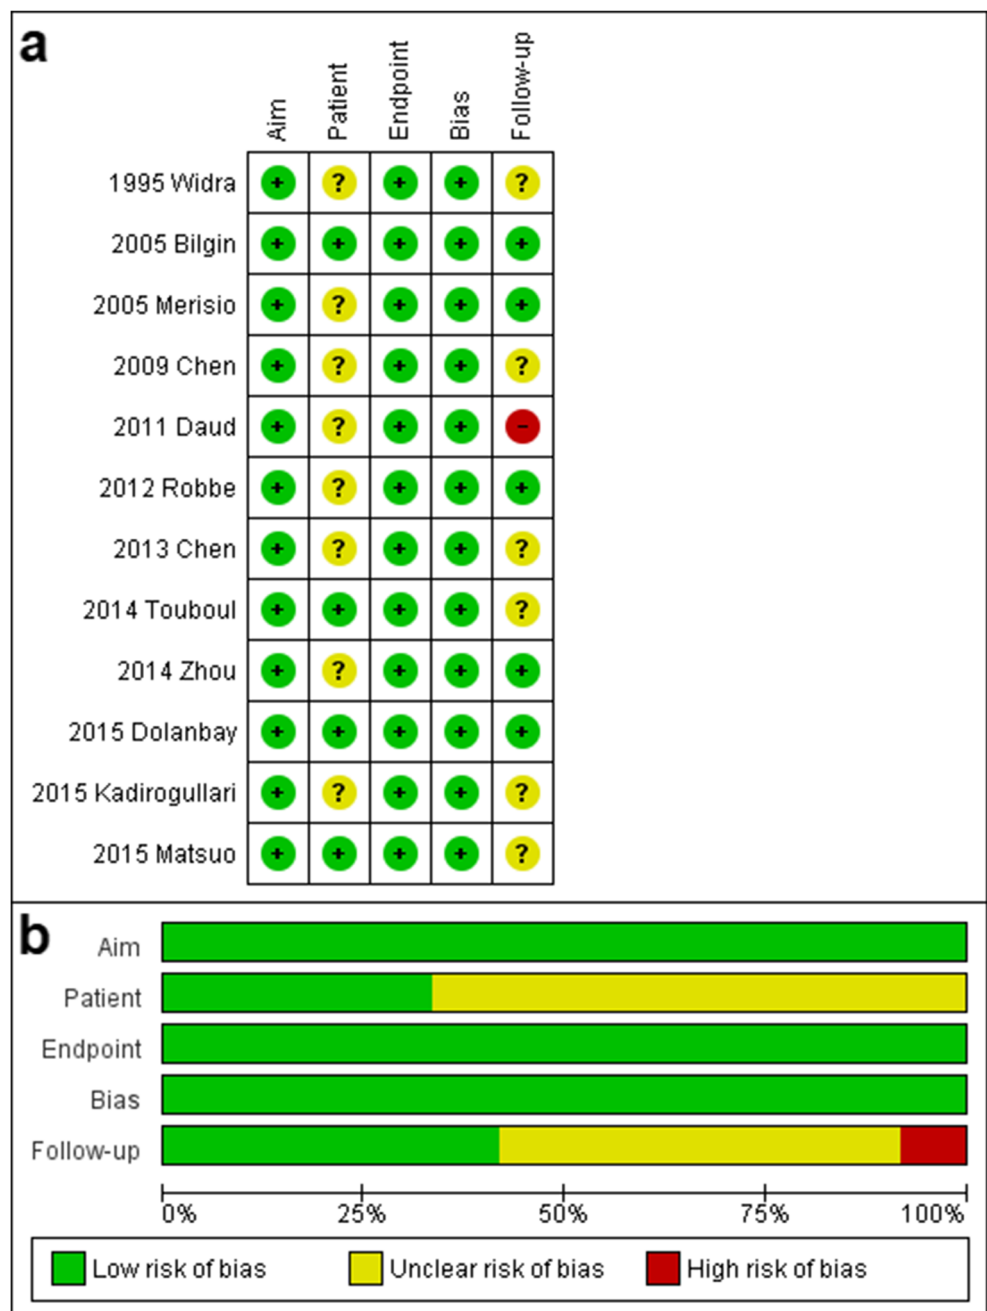 a
Aim Patient Endpoint Bias Follow-up
1995 Widra + ? + + ?
2005 Bilgin + + + + +
2005 Merisio + ? + + +
2009 Chen + ? + + ?
2011 Daud + ? + + -
2012 Robbe + ? + + +
2013 Chen + ? + + ?
2014 Touboul + + + + ?
2014 Zhou + ? + + +
2015 Dolanbay + + + + +
2015 Kadirogullari + ? + + ?
2015 Matsuo + + + + ?
b
Aim
Patient
Endpoint
Bias
Follow-up
0% 25% 50% 75% 100%
Low risk of bias Unclear risk of bias High risk of bias